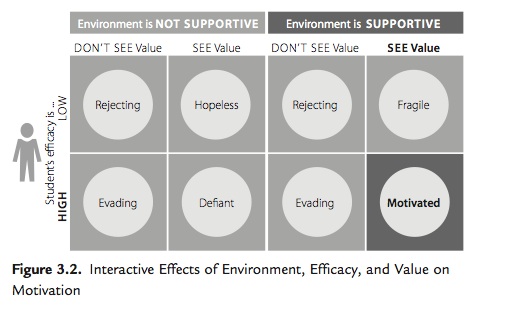 Environment is NOT SUPPORTIVE Environment is SUPPORTIVE
DON'T SEE Value SEE Value DON'T SEE Value SEE Value
Student's efficacy is ...
LOW
Rejecting Hopeless Rejecting Fragile
HIGH
Evading Defiant Evading Motivated
Figure 3.2. Interactive Effects of Environment, Efficacy, and Value on
Motivation